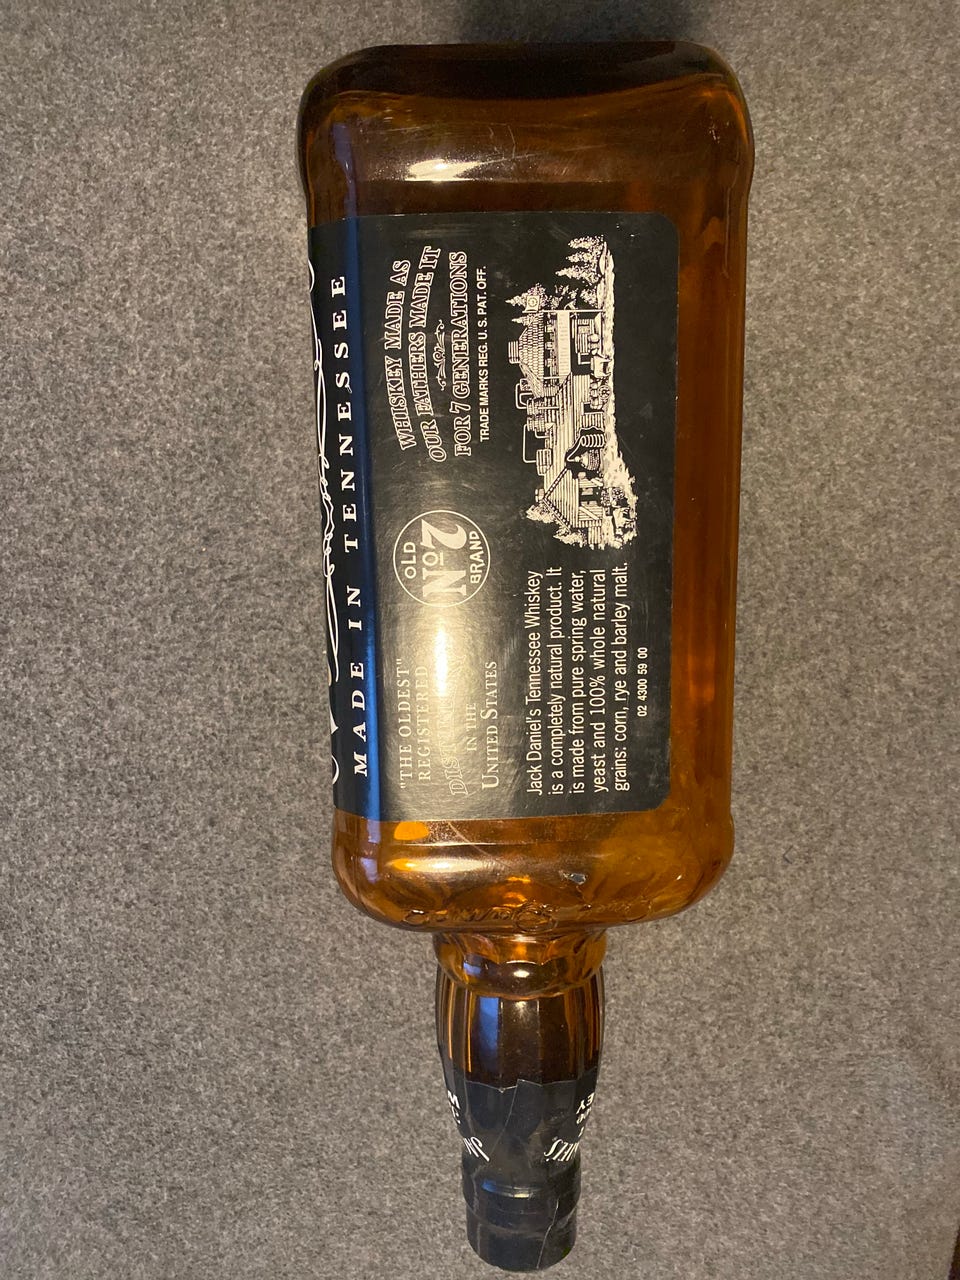 MADE IN TENNESSEE
"THE OLDEST"
REGISTERED
DISTILLERY
IN THE
UNITED STATES
OLD
No 7
BRAND
WHISKEY MADE AS
OUR FATHERS MADE IT
FOR 7 GENERATIONS
TRADE MARKS REG. U. S. PAT. OFF.
Jack Daniel's Tennessee Whiskey
is a completely natural product. It
is made from pure spring water,
yeast and 100% whole natural
grains: corn, rye and barley malt.
02 4300 59 00